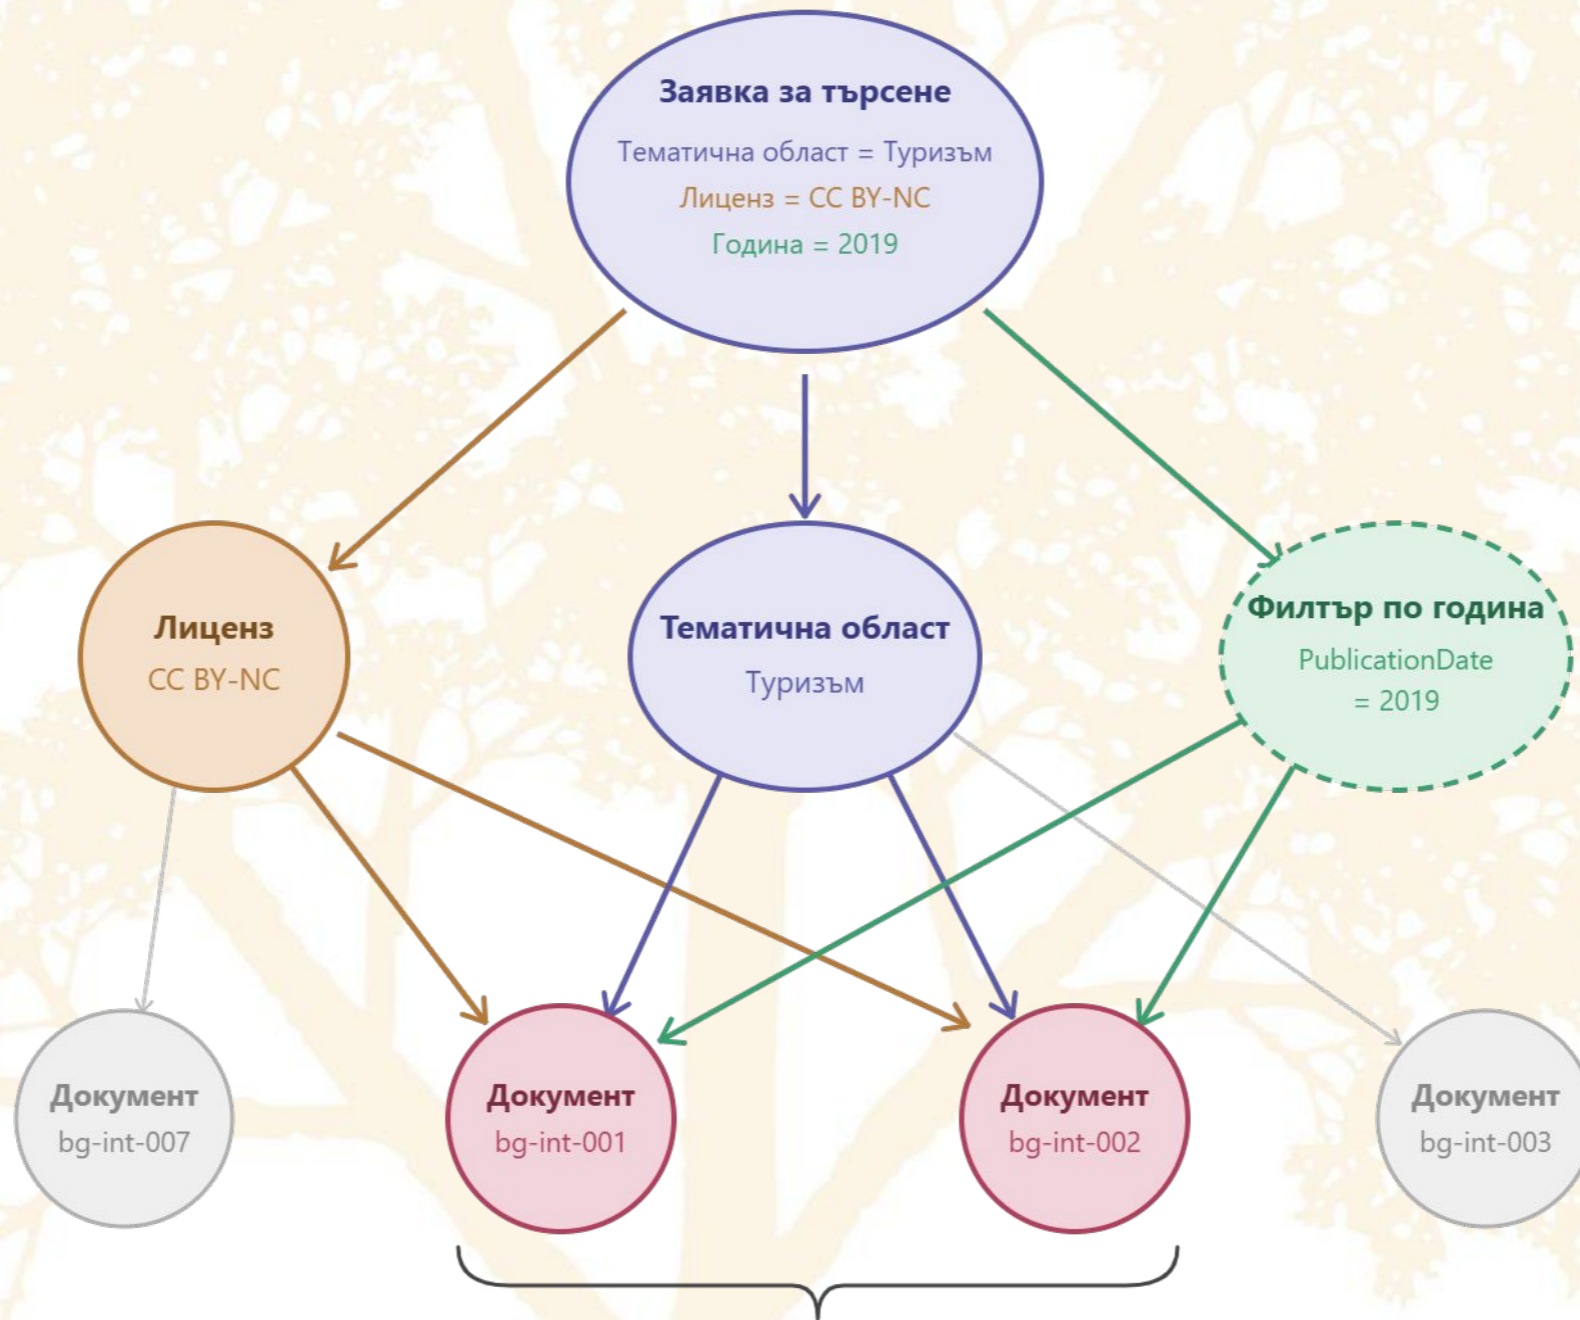 Заявка за търсене
Тематична област = Туризъм
Лиценз = CC BY-NC
Година = 2019
Лиценз
CC BY-NC
Тематична област
Туризъм
Филтър по година
PublicationDate
= 2019
Документ
bg-int-007
Документ
bg-int-001
Документ
bg-int-002
Документ
bg-int-003